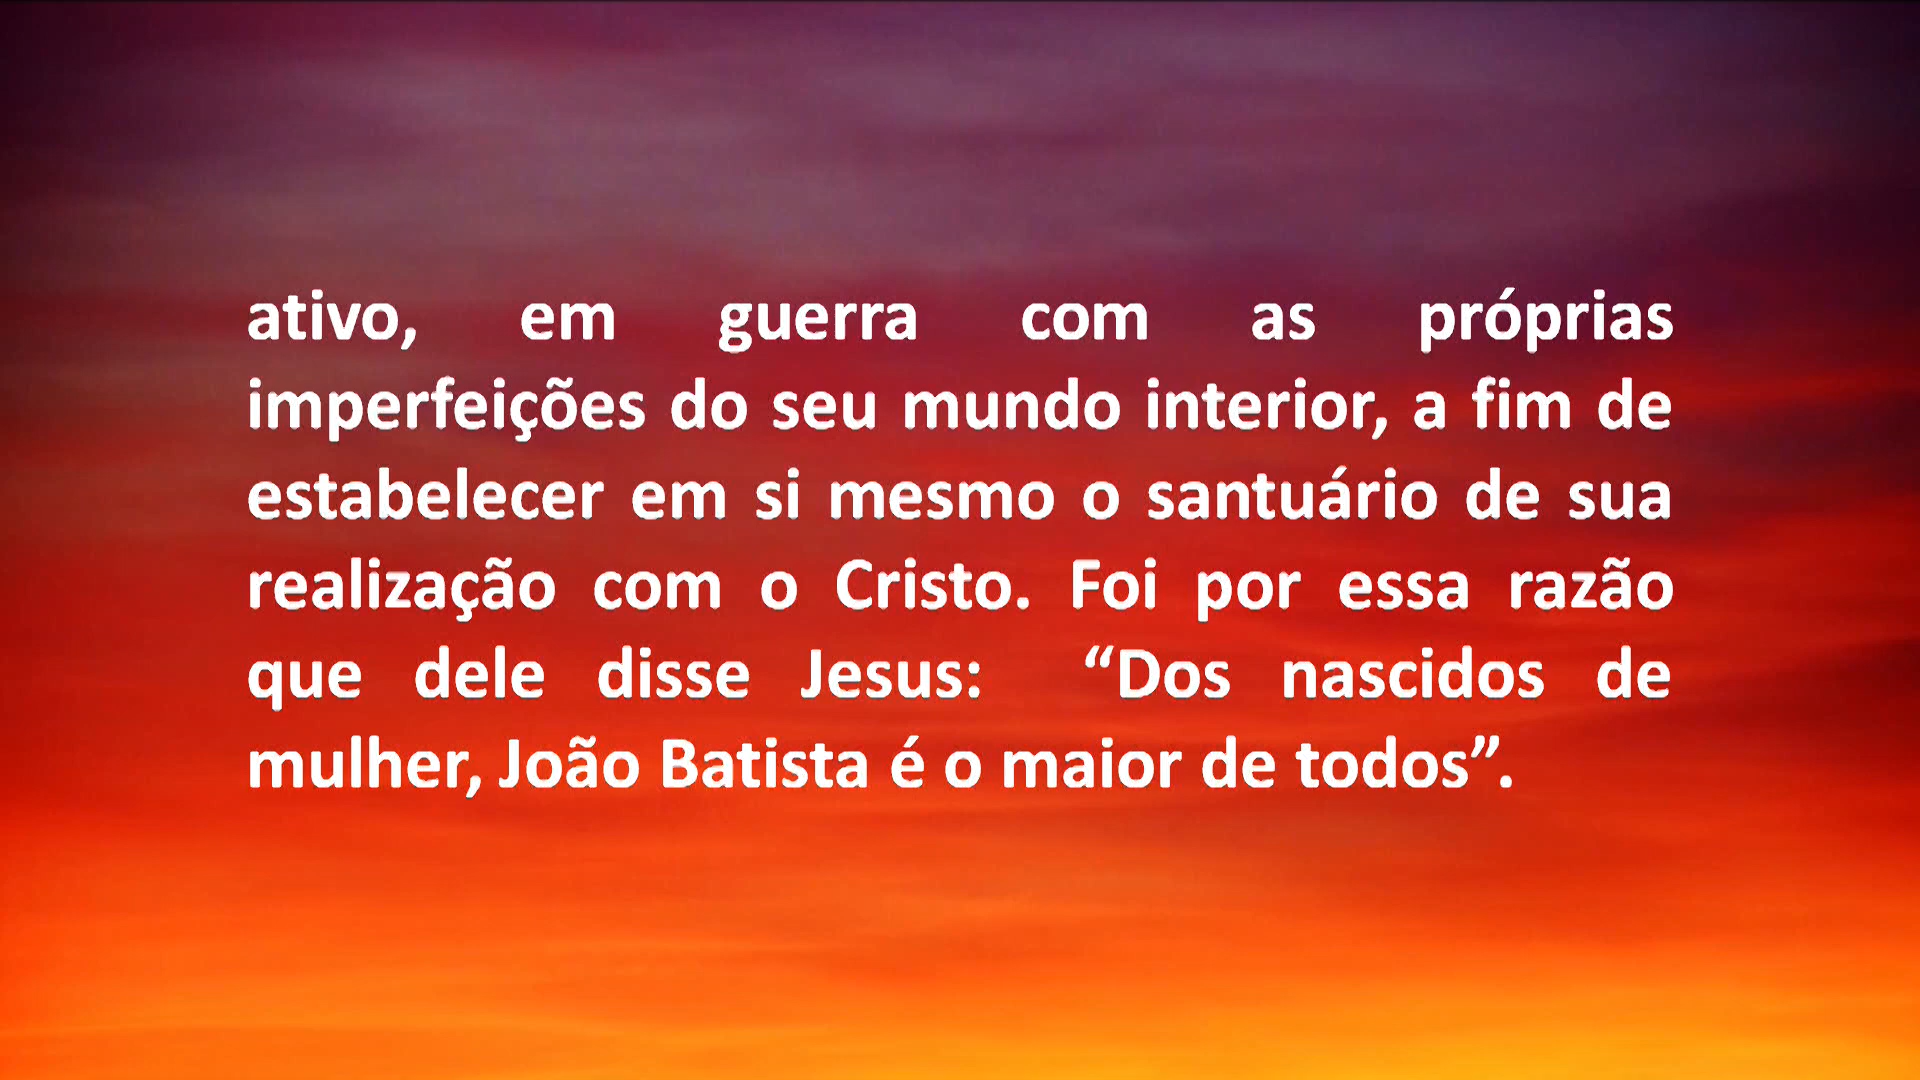 ativo, em guerra com as próprias
imperfeições do seu mundo interior, a fim de
estabelecer em si mesmo o santuário de sua
realização com o Cristo. Foi por essa razão
que dele disse Jesus: “Dos nascidos de
mulher, João Batista é o maior de todos”.